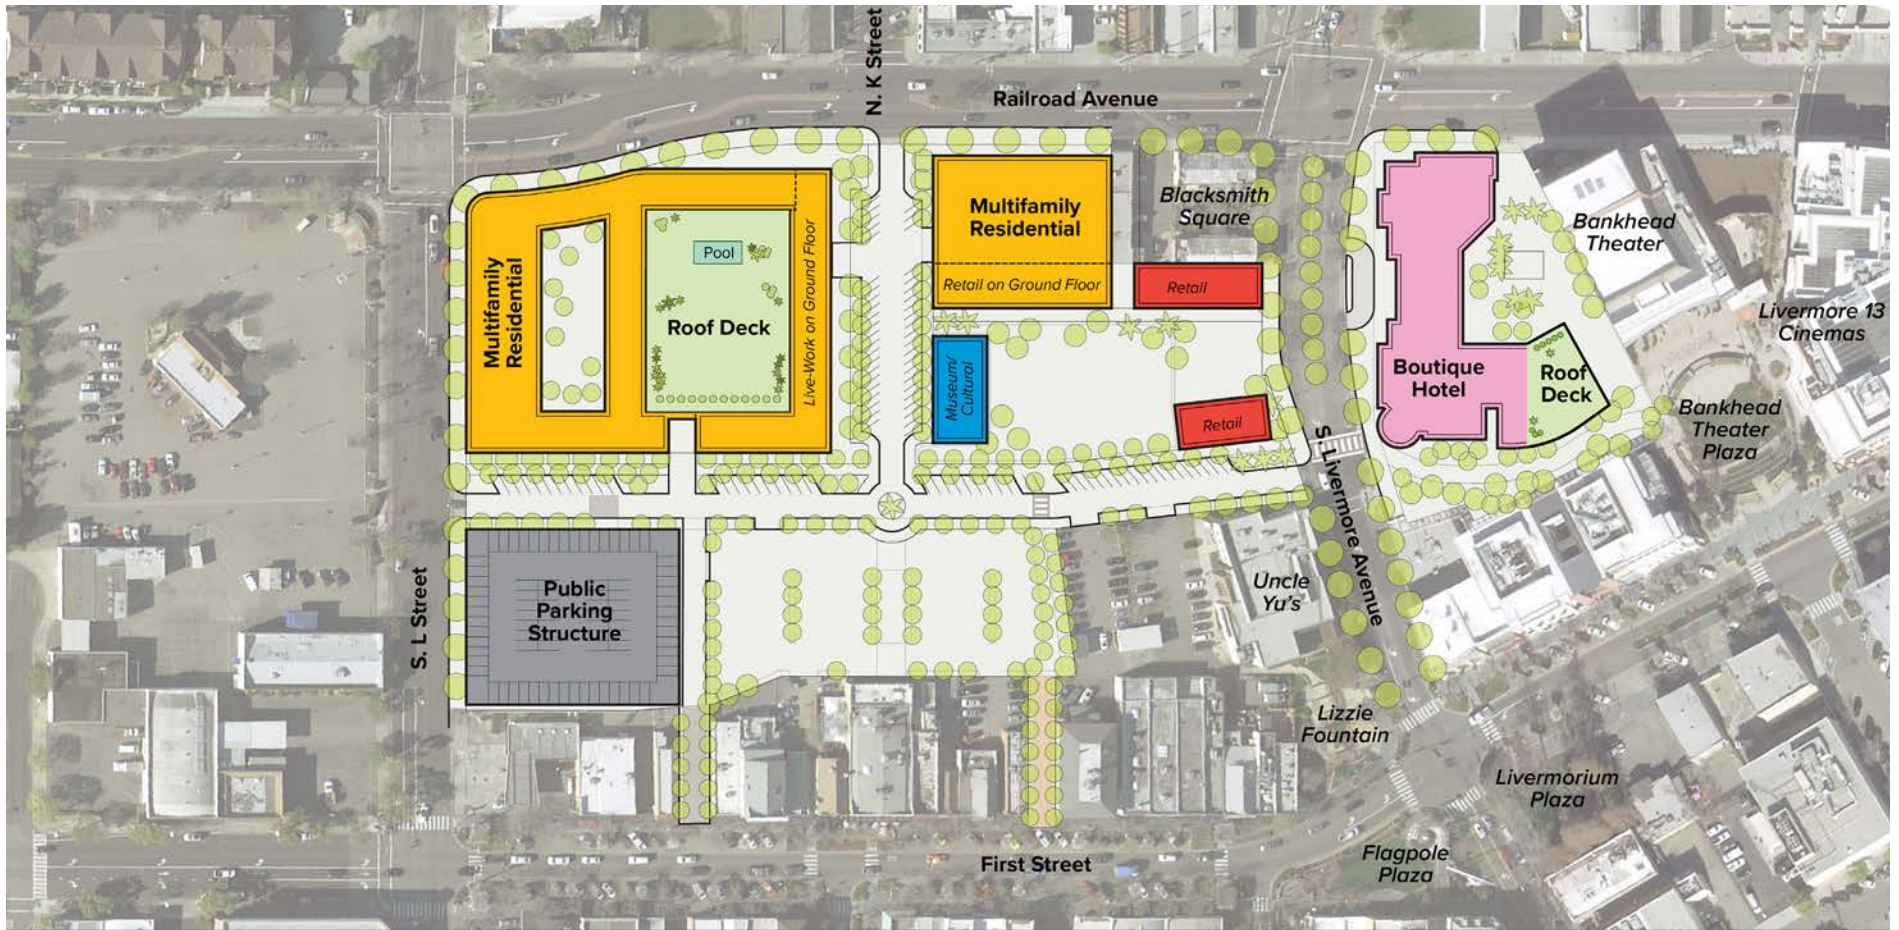 N. K Street
Railroad Avenue
Multifamily
Residential
Pool
Roof Deck
Live-Work on Ground Floor
Multifamily
Residential
Retail on Ground Floor
Blacksmith
Square
Retail
Museum/
Cultural
Retail
Boutique
Hotel
Roof
Deck
Bankhead
Theater
Livermore 13
Cinemas
Bankhead
Theater
Plaza
S. Livermore Avenue
S. L Street
Public
Parking
Structure
Uncle
Yu's
Lizzie
Fountain
Livermorium
Plaza
First Street
Flagpole
Plaza